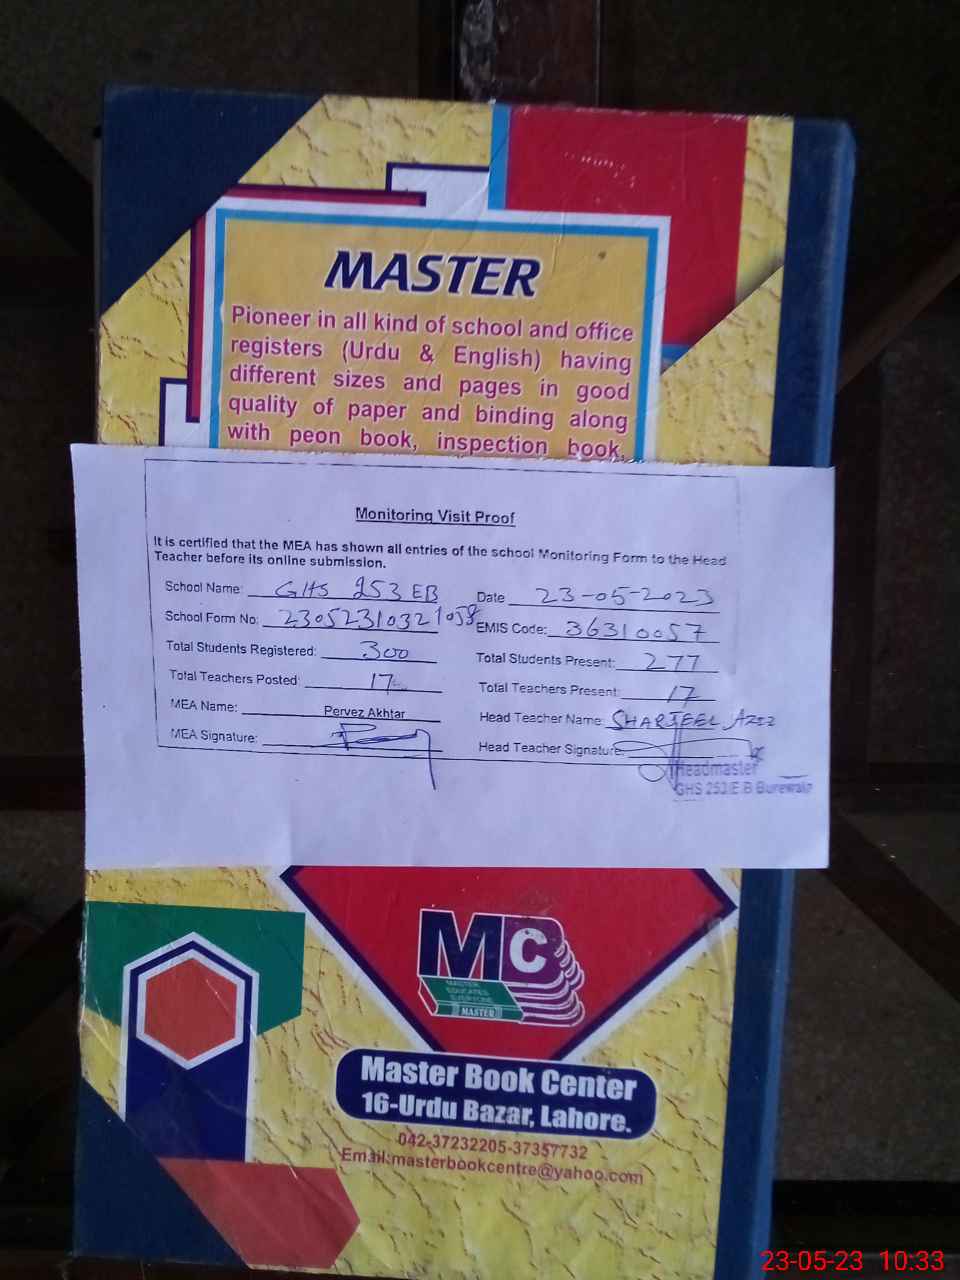 MASTER
Pioneer in all kind of school and office
registers (Urdu & English) having
different sizes and pages in good
quality of paper and binding along
with peon book, inspection book,
Monitoring Visit Proof
It is certified that the MEA has shown all entries of the school Monitoring Form to the Head
Teacher before its online submission.
School Name: GHS 253 EB Date 23-05-2023
School Form No: 23052310321058 EMIS Code: 36310057
Total Students Registered: 300 Total Students Present: 277
Total Teachers Posted: 17 Total Teachers Present: 17
MEA Name: Pervez Akhtar Head Teacher Name: SHARJEEL AZIZ
MEA Signature: Head Teacher Signature:
Headmaster
GHS 253/E.B Burewala
MC
MASTER
EDUCATES
EVERYONE
MASTER
Master Book Center
16-Urdu Bazar, Lahore.
042-37232205-37357732
Email:masterbookcentre@yahoo.com
23-05-23 10:33